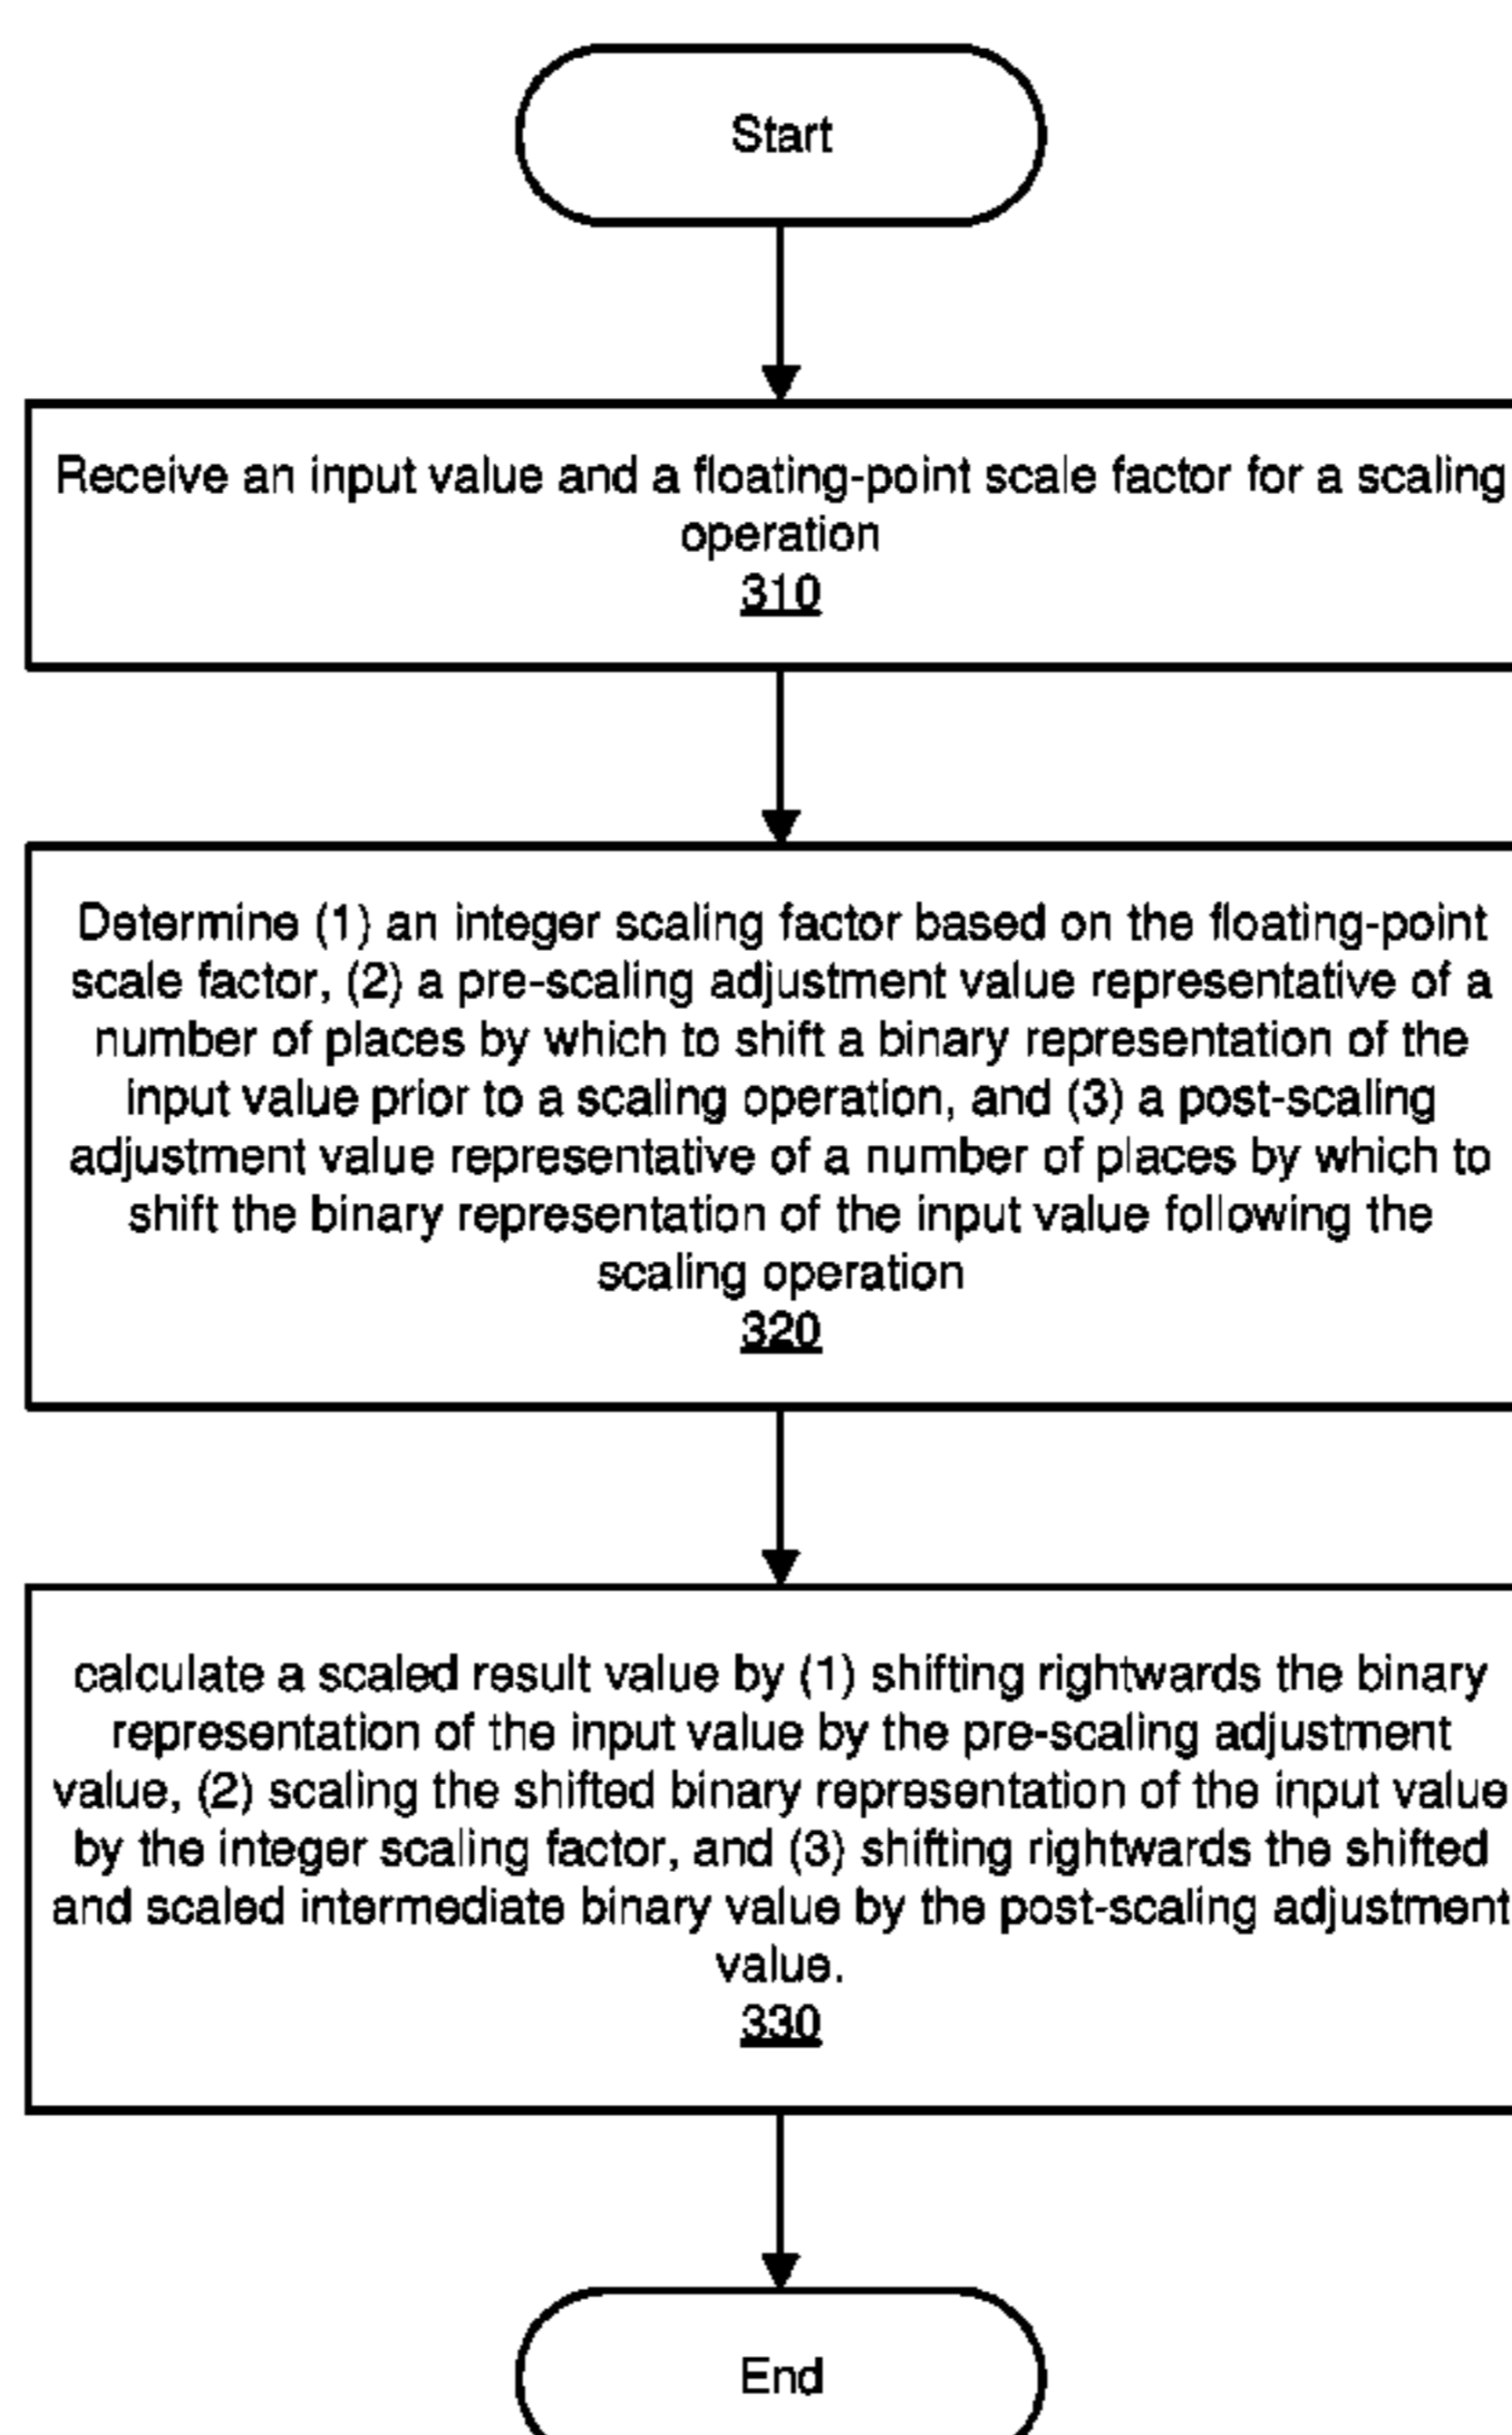 Start
Receive an input value and a floating-point scale factor for a scaling
operation
310
Determine (1) an integer scaling factor based on the floating-point
scale factor, (2) a pre-scaling adjustment value representative of a
number of places by which to shift a binary representation of the
input value prior to a scaling operation, and (3) a post-scaling
adjustment value representative of a number of places by which to
shift the binary representation of the input value following the
scaling operation
320
calculate a scaled result value by (1) shifting rightwards the binary
representation of the input value by the pre-scaling adjustment
value, (2) scaling the shifted binary representation of the input value
by the integer scaling factor, and (3) shifting rightwards the shifted
and scaled intermediate binary value by the post-scaling adjustment
value.
330
End